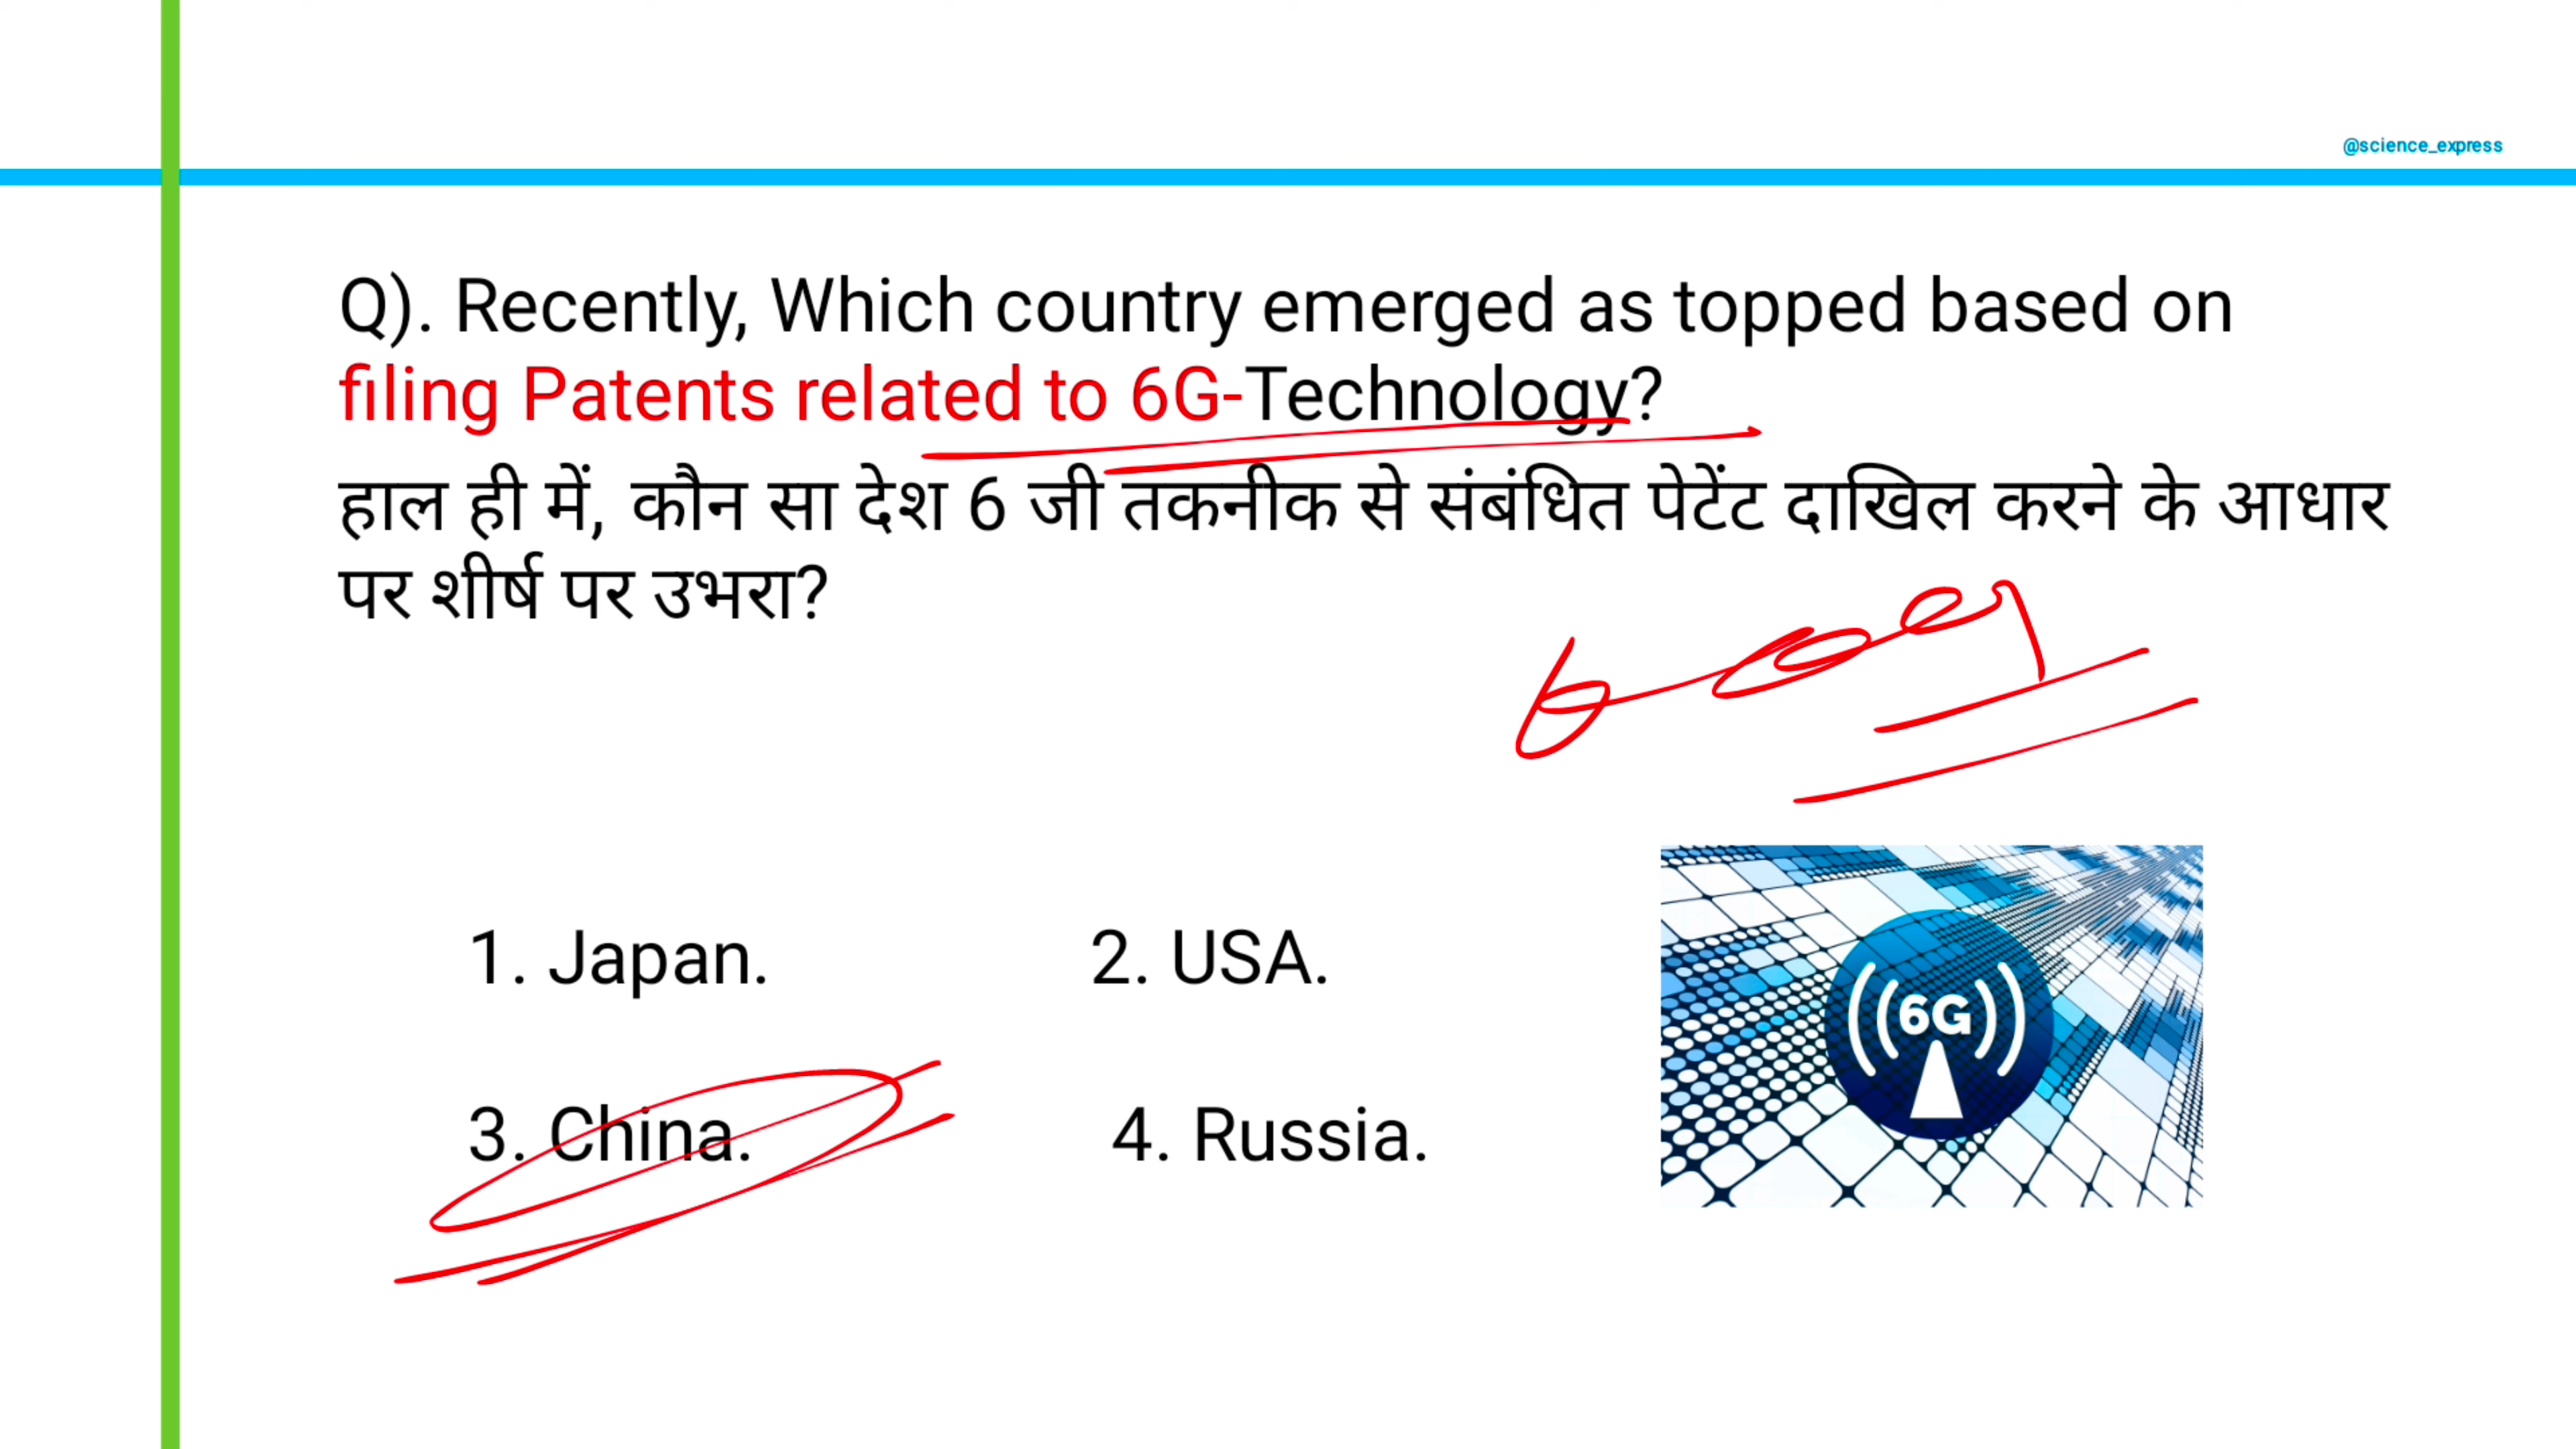 @science_express
Q). Recently, Which country emerged as topped based on
filing Patents related to 6G-Technology?
हाल ही में, कौन सा देश 6 जी तकनीक से संबंधित पेटेंट दाखिल करने के आधार
पर शीर्ष पर उभरा?
1. Japan.
2. USA.
3. China.
4. Russia.
6G